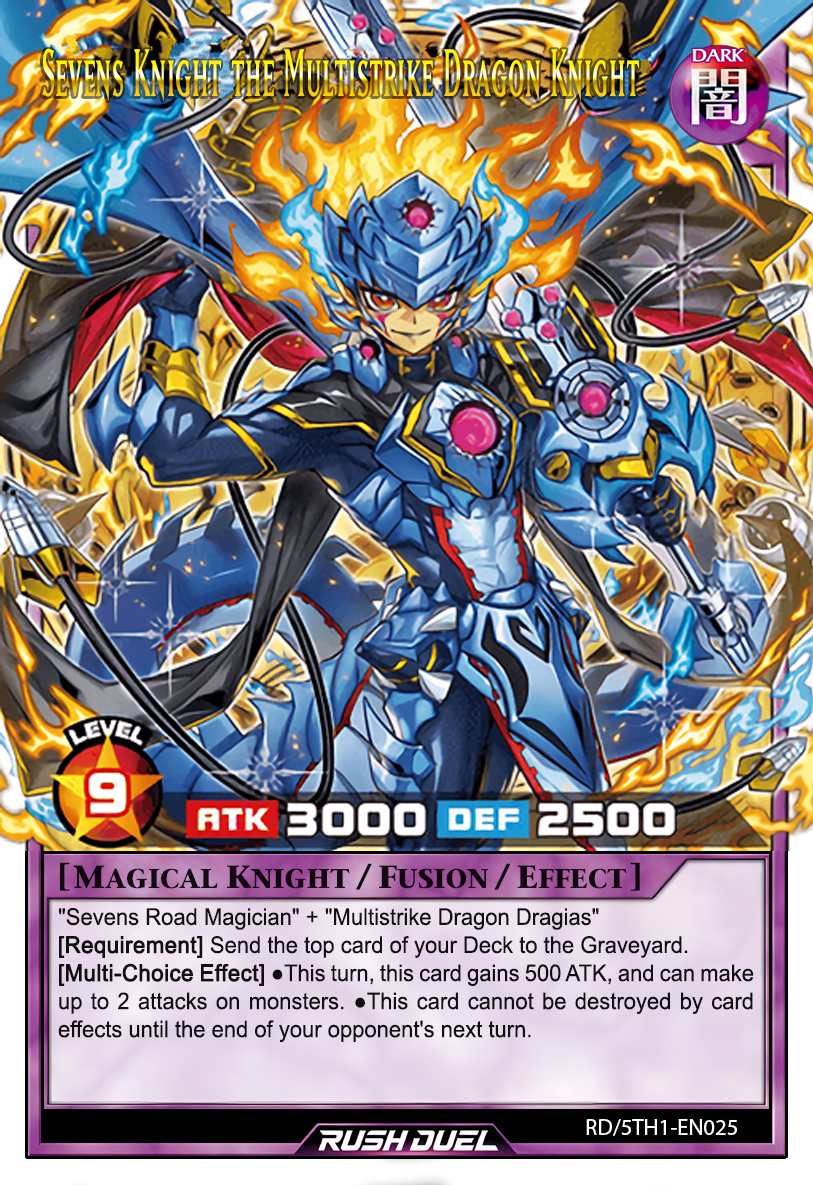 Sevens Knight the Multistrike Dragon Knight
DARK
闇
LEVEL
9
ATK 3000 DEF 2500
[Magical Knight / Fusion / Effect]
"Sevens Road Magician" + "Multistrike Dragon Dragias"
[Requirement] Send the top card of your Deck to the Graveyard.
[Multi-Choice Effect] ●This turn, this card gains 500 ATK, and can make
up to 2 attacks on monsters. ●This card cannot be destroyed by card
effects until the end of your opponent's next turn.
RD/5TH1-EN025
RUSH DUEL